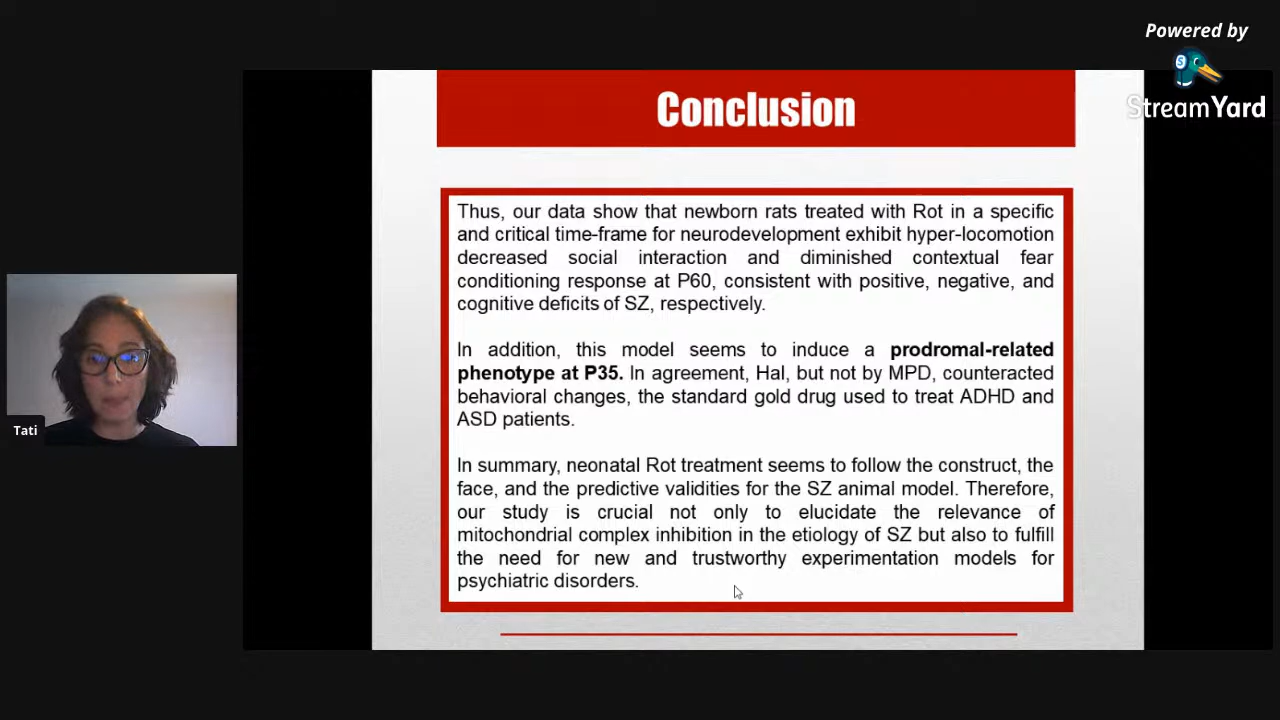 Powered by
StreamYard
Conclusion
Thus, our data show that newborn rats treated with Rot in a specific
and critical time-frame for neurodevelopment exhibit hyper-locomotion
decreased social interaction and diminished contextual fear
conditioning response at P60, consistent with positive, negative, and
cognitive deficits of SZ, respectively.
In addition, this model seems to induce a prodromal-related
phenotype at P35. In agreement, Hal, but not by MPD, counteracted
behavioral changes, the standard gold drug used to treat ADHD and
ASD patients.
In summary, neonatal Rot treatment seems to follow the construct, the
face, and the predictive validities for the SZ animal model. Therefore,
our study is crucial not only to elucidate the relevance of
mitochondrial complex inhibition in the etiology of SZ but also to fulfill
the need for new and trustworthy experimentation models for
psychiatric disorders.
Tati